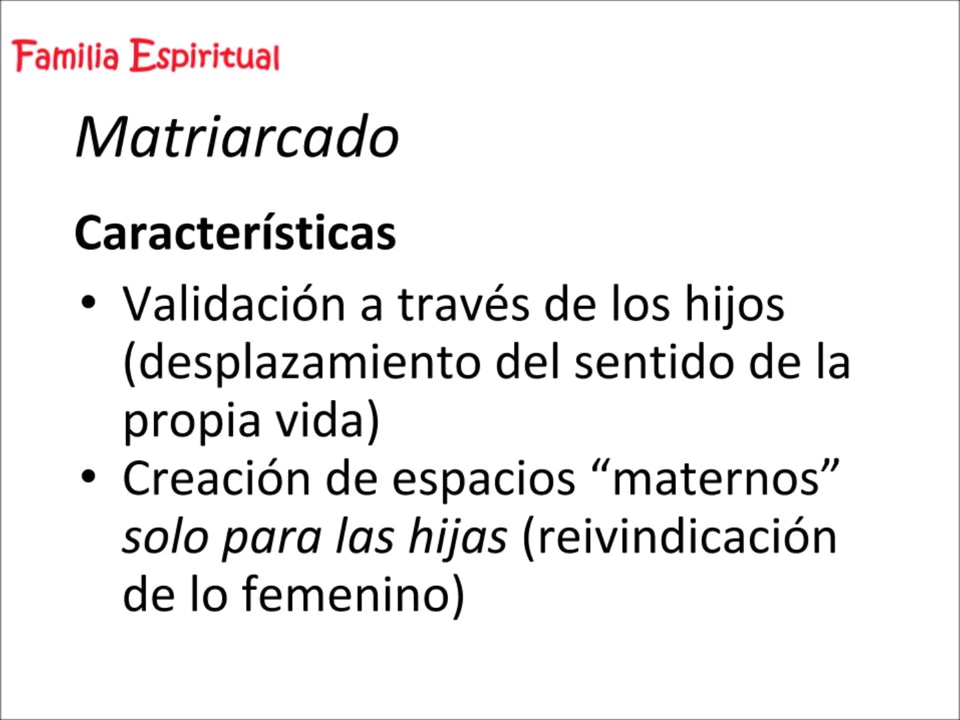 Familia Espiritual
Matriarcado
Características
• Validación a través de los hijos
(desplazamiento del sentido de la
propia vida)
• Creación de espacios “maternos”
solo para las hijas (reivindicación
de lo femenino)